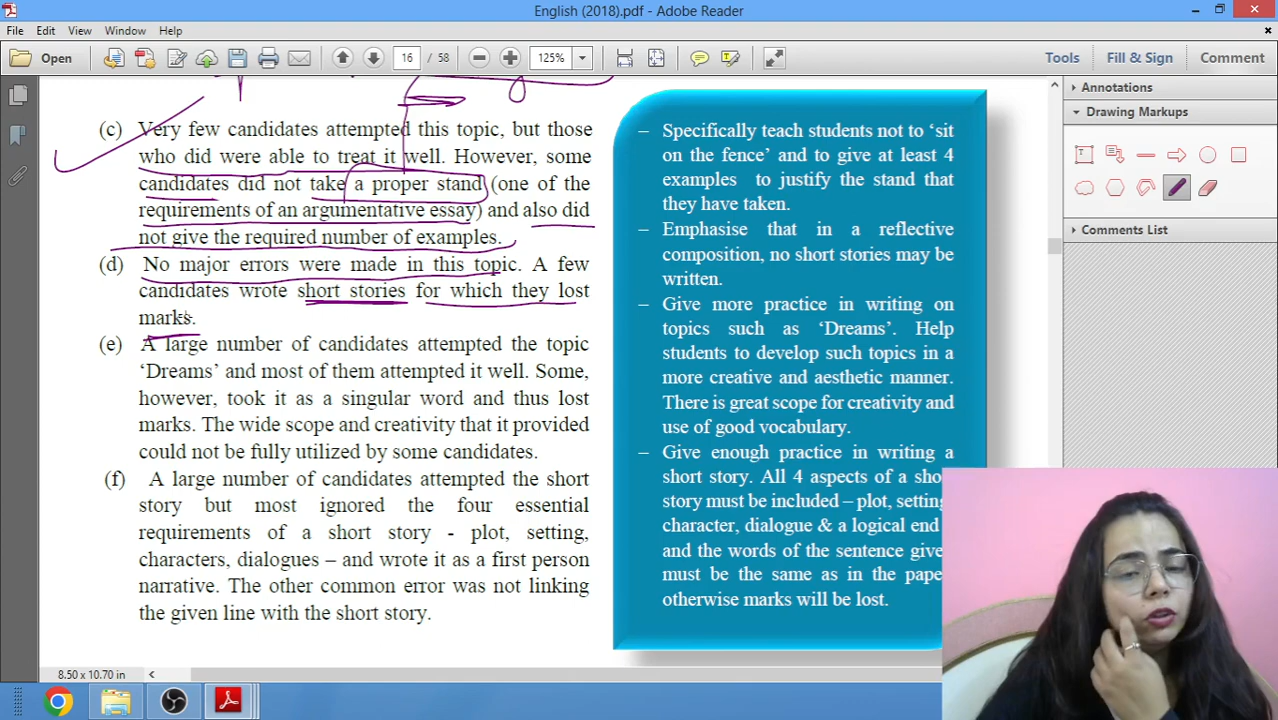 English (2018).pdf - Adobe Reader
File Edit View Window Help
Open 16 / 58 125% Tools Fill & Sign Comment
(c) Very few candidates attempted this topic, but those
who did were able to treat it well. However, some
candidates did not take a proper stand (one of the
requirements of an argumentative essay) and also did
not give the required number of examples.
(d) No major errors were made in this topic. A few
candidates wrote short stories for which they lost
marks.
(e) A large number of candidates attempted the topic
‘Dreams’ and most of them attempted it well. Some,
however, took it as a singular word and thus lost
marks. The wide scope and creativity that it provided
could not be fully utilized by some candidates.
(f) A large number of candidates attempted the short
story but most ignored the four essential
requirements of a short story - plot, setting,
characters, dialogues – and wrote it as a first person
narrative. The other common error was not linking
the given line with the short story.
– Specifically teach students not to ‘sit
on the fence’ and to give at least 4
examples to justify the stand that
they have taken.
– Emphasise that in a reflective
composition, no short stories may be
written.
– Give more practice in writing on
topics such as ‘Dreams’. Help
students to develop such topics in a
more creative and aesthetic manner.
There is great scope for creativity and
use of good vocabulary.
– Give enough practice in writing a
short story. All 4 aspects of a sho
story must be included – plot, setting
character, dialogue & a logical end
and the words of the sentence give
must be the same as in the pape
otherwise marks will be lost.
Annotations
Drawing Markups
Comments List
8.50 x 10.70 in